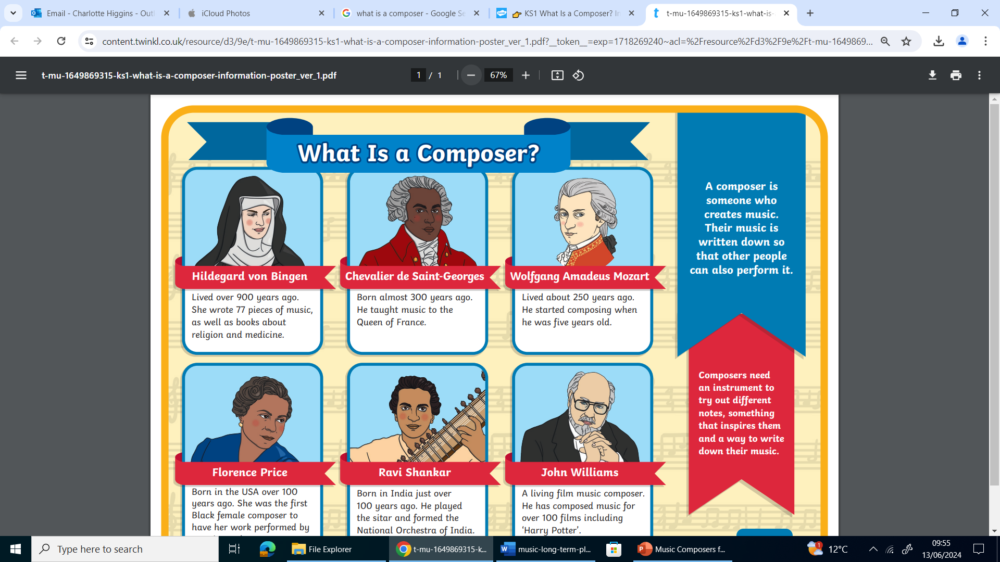 Email - Charlotte Higgins - Outl
iCloud Photos
what is a composer - Google Se
KS1 What Is a Composer? In
t-mu-1649869315-ks1-what-is-
content.twinkl.co.uk/resource/d3/9e/t-mu-1649869315-ks1-what-is-a-composer-information-poster_ver_1.pdf?__token__=exp=1718269240~acl=%2Fresource%2Fd3%2F9e%2Ft-mu-1649869...
t-mu-1649869315-ks1-what-is-a-composer-information-poster_ver_1.pdf
1 / 1
67%
What Is a Composer?
Hildegard von Bingen
Lived over 900 years ago.
She wrote 77 pieces of music,
as well as books about
religion and medicine.
Chevalier de Saint-Georges
Born almost 300 years ago.
He taught music to the
Queen of France.
Wolfgang Amadeus Mozart
Lived about 250 years ago.
He started composing when
he was five years old.
A composer is
someone who
creates music.
Their music is
written down so
that other people
can also perform it.
Florence Price
Born in the USA over 100
years ago. She was the first
Black female composer to
have her work performed by
Ravi Shankar
Born in India just over
100 years ago. He played
the sitar and formed the
National Orchestra of India.
John Williams
A living film music composer.
He has composed music for
over 100 films including
‘Harry Potter’.
Composers need
an instrument to
try out different
notes, something
that inspires them
and a way to write
down their music.
Type here to search
File Explorer
t-mu-1649869315-k...
music-long-term-pl...
Music Composers f...
1
12°C
09:55
13/06/2024